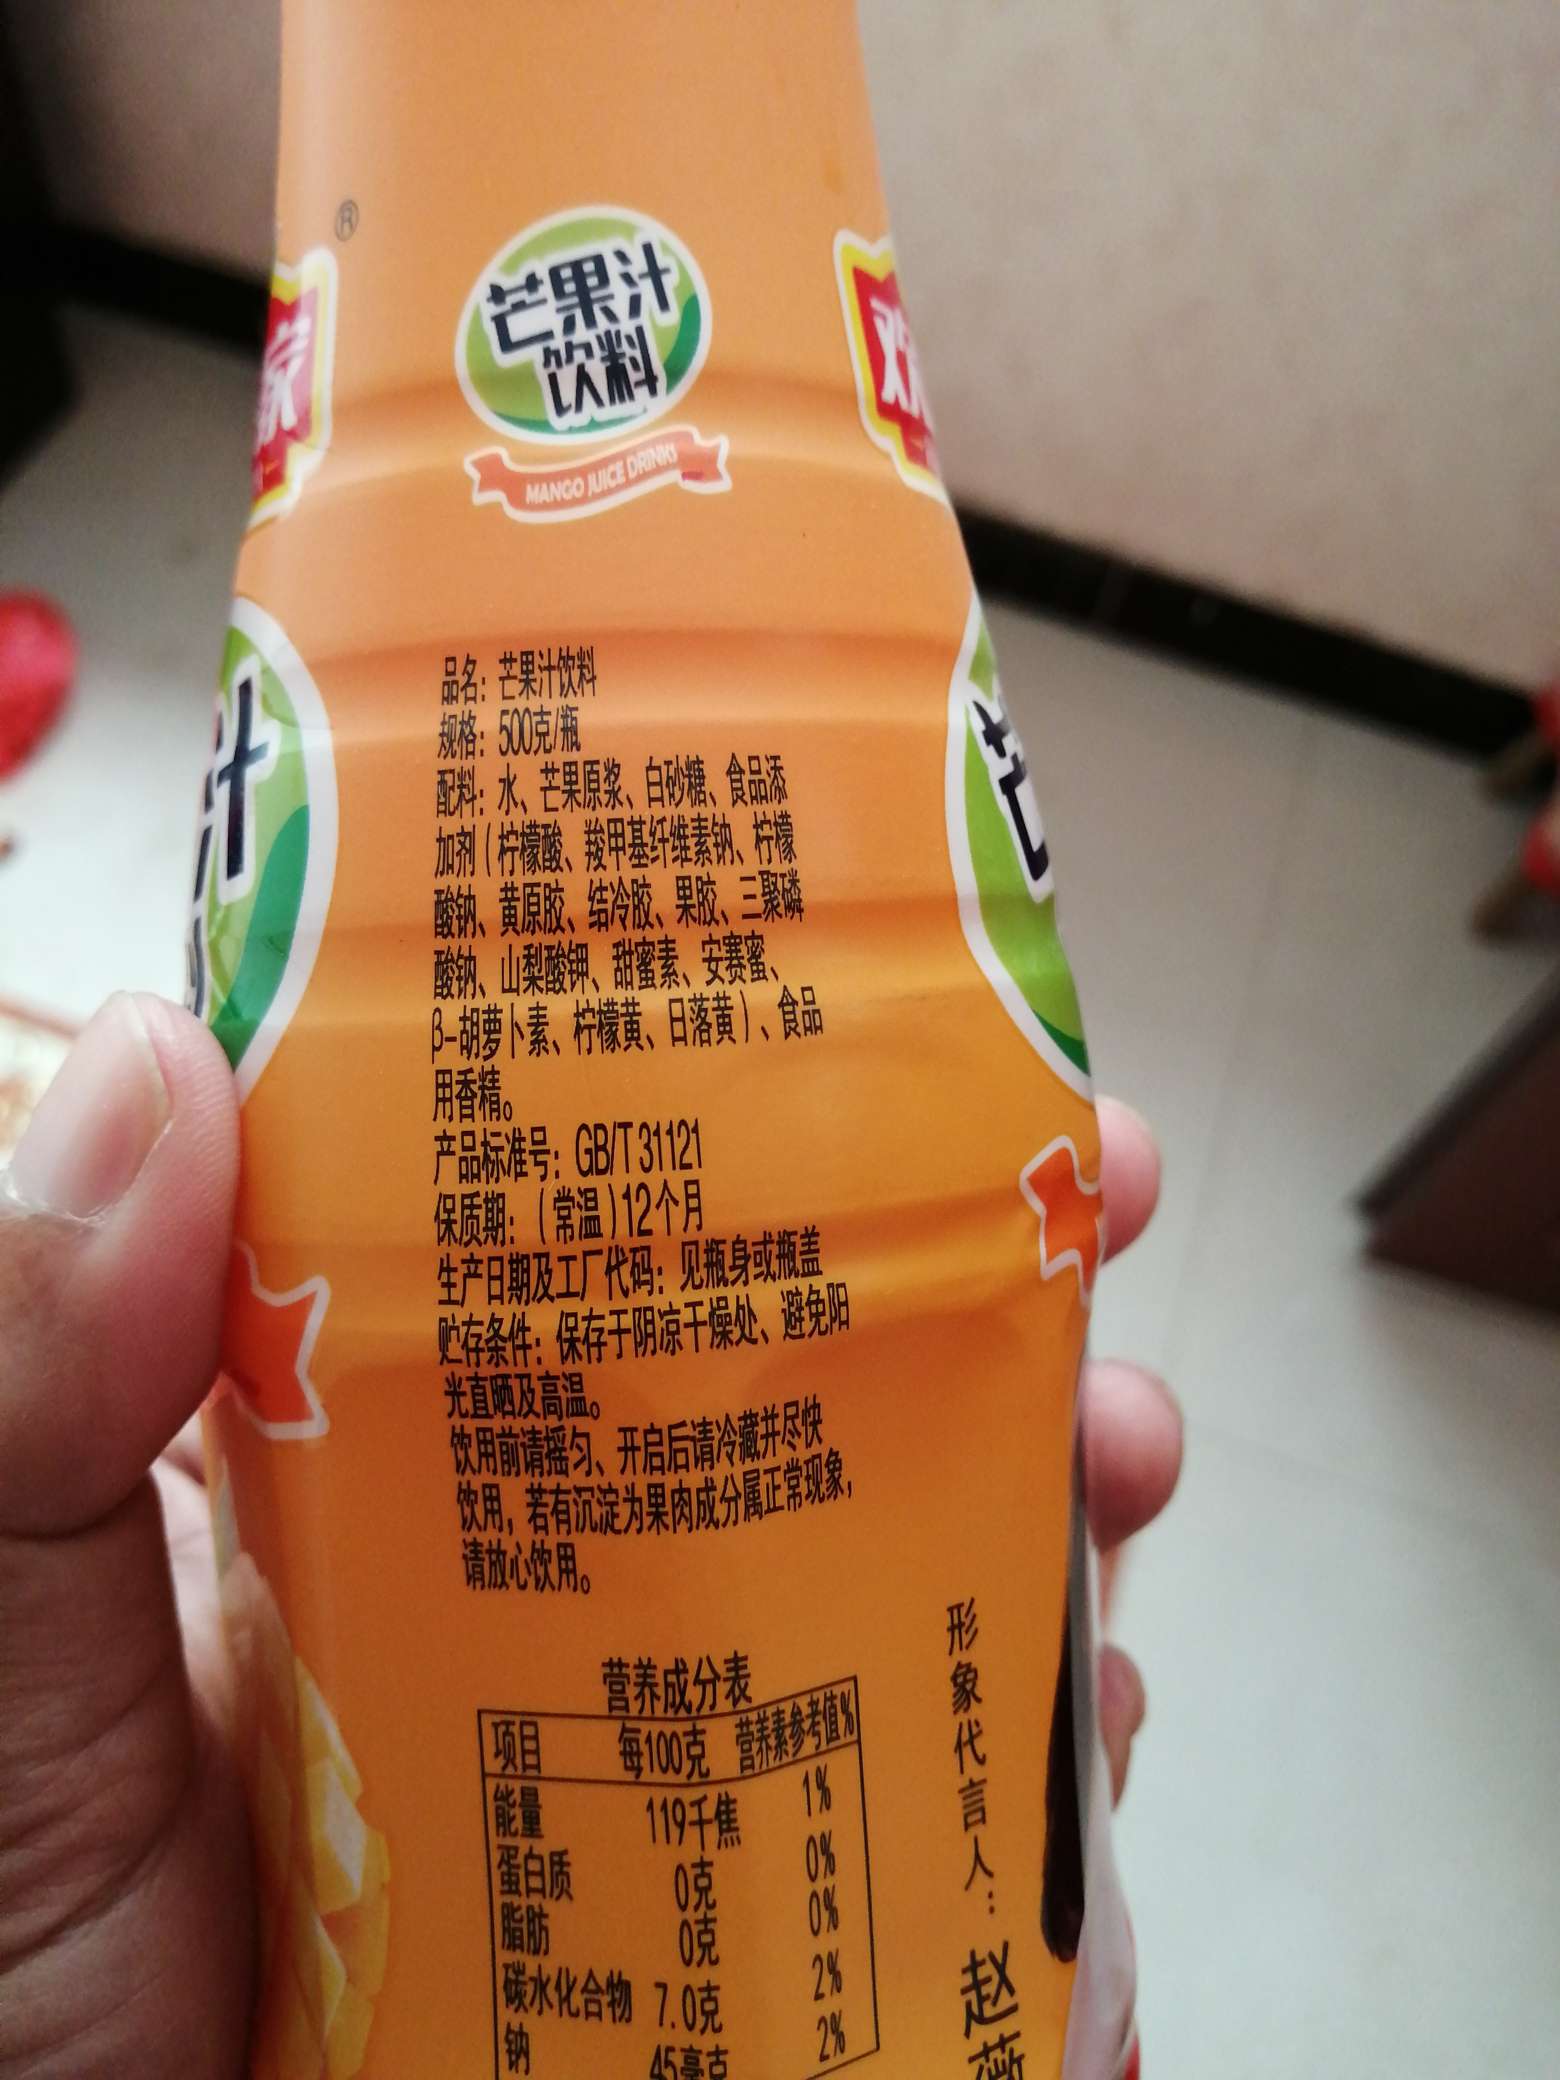 ®
芒果汁
饮料
MANGO JUICE DRINKS
家
欢
汁
芒
品名：芒果汁饮料
规格：500克/瓶
配料：水、芒果原浆、白砂糖、食品添
加剂（柠檬酸、羧甲基纤维素钠、柠檬
酸钠、黄原胶、结冷胶、果胶、三聚磷
酸钠、山梨酸钾、甜蜜素、安赛蜜、
β-胡萝卜素、柠檬黄、日落黄）、食品
用香精。
产品标准号：GB/T 31121
保质期：（常温）12个月
生产日期及工厂代码：见瓶身或瓶盖
贮存条件：保存于阴凉干燥处、避免阳
光直晒及高温。
饮用前请摇匀、开启后请冷藏并尽快
饮用，若有沉淀为果肉成分属正常现象，
请放心饮用。
营养成分表
项目 每100克 营养素参考值%
能量 119千焦 1%
蛋白质 0克 0%
脂肪 0克 0%
碳水化合物 7.0克 2%
钠 45毫克 2%
形象代言人：赵薇